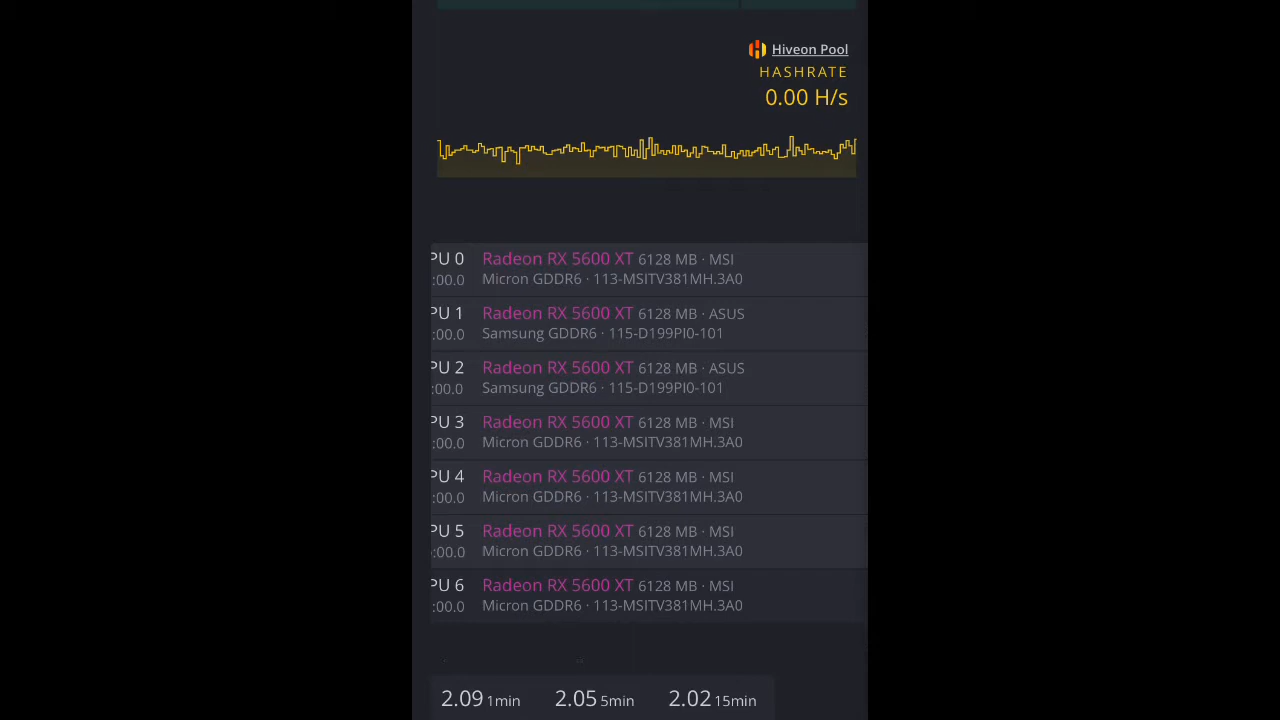 Hiveon Pool
HASHRATE
0.00 H/s
PU 0 Radeon RX 5600 XT 6128 MB · MSI
:00.0 Micron GDDR6 · 113-MSITV381MH.3A0
PU 1 Radeon RX 5600 XT 6128 MB · ASUS
:00.0 Samsung GDDR6 · 115-D199PI0-101
PU 2 Radeon RX 5600 XT 6128 MB · ASUS
:00.0 Samsung GDDR6 · 115-D199PI0-101
PU 3 Radeon RX 5600 XT 6128 MB · MSI
:00.0 Micron GDDR6 · 113-MSITV381MH.3A0
PU 4 Radeon RX 5600 XT 6128 MB · MSI
:00.0 Micron GDDR6 · 113-MSITV381MH.3A0
PU 5 Radeon RX 5600 XT 6128 MB · MSI
:00.0 Micron GDDR6 · 113-MSITV381MH.3A0
PU 6 Radeon RX 5600 XT 6128 MB · MSI
:00.0 Micron GDDR6 · 113-MSITV381MH.3A0
2.09 1min 2.05 5min 2.02 15min